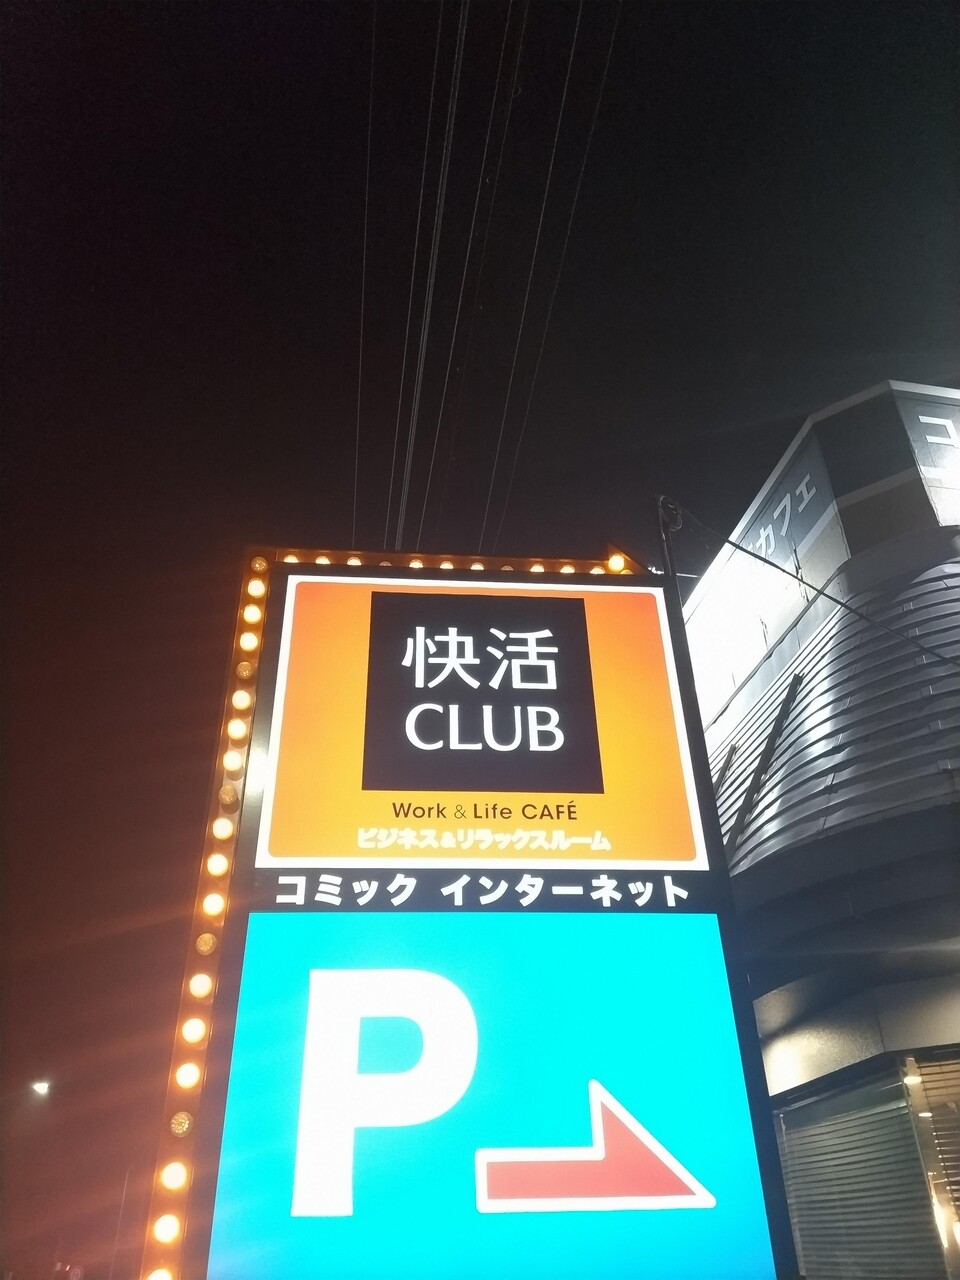 快活
CLUB
Work & Life CAFÉ
ビジネス&リラックスルーム
コミック インターネット
P
カフェ
コ